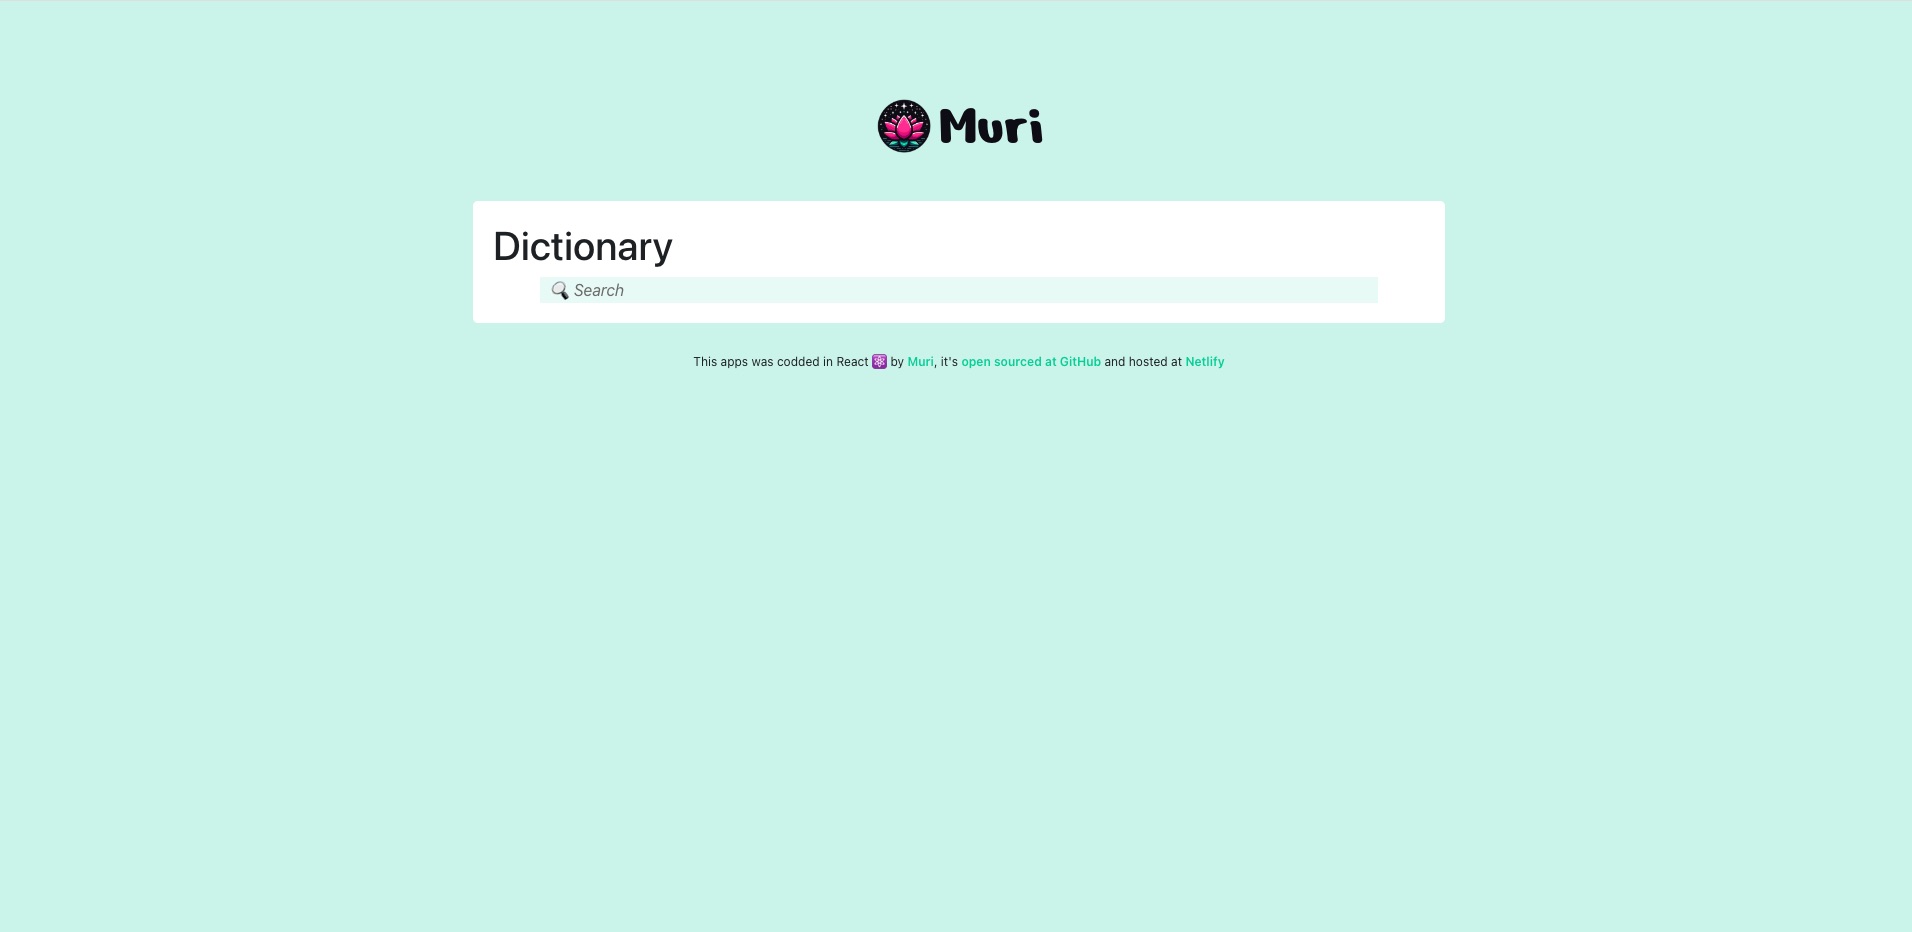 Muri
Dictionary
🔍 Search
This apps was codded in React ⚛️ by Muri, it's open sourced at GitHub and hosted at Netlify